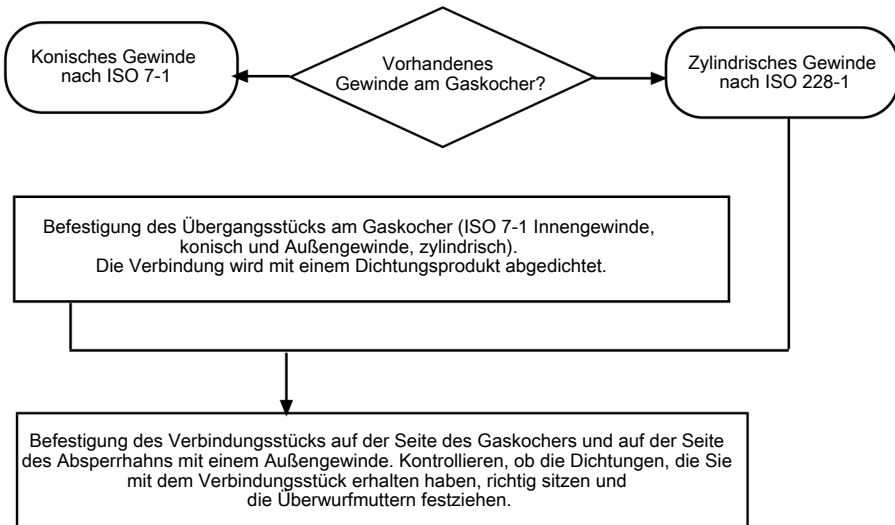 Konisches Gewinde
nach ISO 7-1
Vorhandenes
Gewinde am Gaskocher?
Zylindrisches Gewinde
nach ISO 228-1
Befestigung des Übergangsstücks am Gaskocher (ISO 7-1 Innengewinde,
konisch und Außengewinde, zylindrisch).
Die Verbindung wird mit einem Dichtungsprodukt abgedichtet.
Befestigung des Verbindungsstücks auf der Seite des Gaskochers und auf der Seite
des Absperrhahns mit einem Außengewinde. Kontrollieren, ob die Dichtungen, die Sie
mit dem Verbindungsstück erhalten haben, richtig sitzen und
die Überwurfmuttern festziehen.